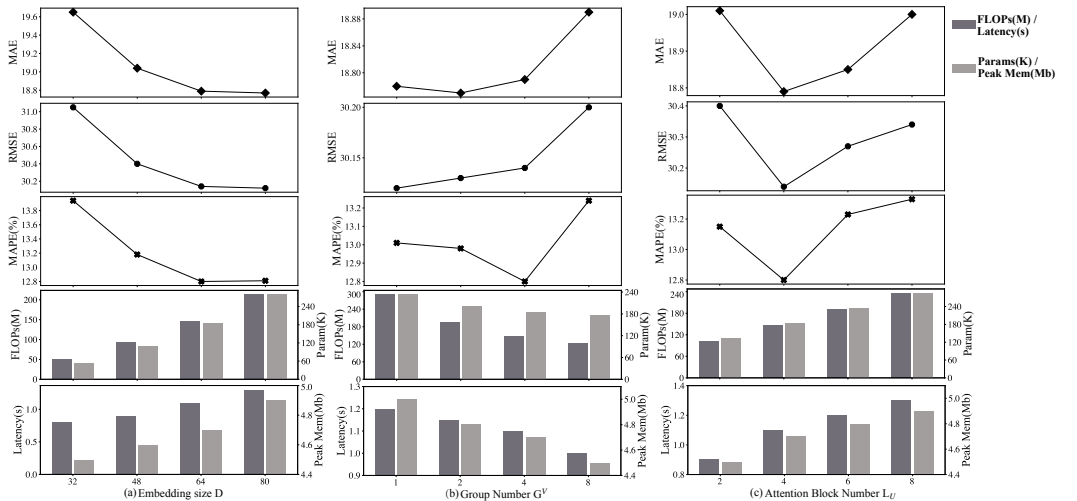 MAE
19.6
19.4
19.2
19.0
18.8
RMSE
31.0
30.8
30.6
30.4
30.2
MAPE(%)
13.8
13.6
13.4
13.2
13.0
12.8
FLOPs(M)
200
150
100
50
0
Param(K)
240
180
120
60
0
Latency(s)
1.0
0.5
0.0
Peak Mem(Mb)
5.0
4.8
4.6
4.4
32 48 64 80
(a) Embedding size D
MAE
18.88
18.84
18.80
RMSE
30.20
30.15
MAPE(%)
13.2
13.1
13.0
12.9
12.8
FLOPs(M)
300
240
180
120
60
0
Param(K)
240
180
120
60
0
Latency(s)
1.3
1.2
1.1
1.0
0.9
Peak Mem(Mb)
5.0
4.8
4.6
4.4
1 2 4 8
(b) Group Number G^V
MAE
19.0
18.9
18.8
RMSE
30.4
30.3
30.2
MAPE(%)
13.2
13.0
12.8
FLOPs(M)
240
180
120
60
0
Param(K)
240
180
120
60
0
Latency(s)
1.4
1.2
1.0
0.8
Peak Mem(Mb)
5.0
4.8
4.6
4.4
2 4 6 8
(c) Attention Block Number L_U
FLOPs(M) /
Latency(s)
Params(K) /
Peak Mem(Mb)